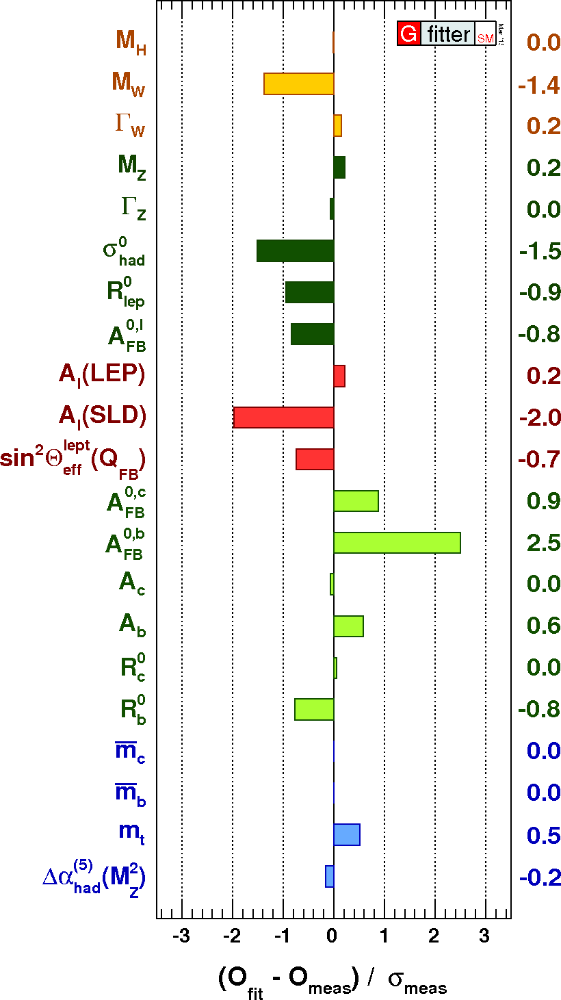 G fitter SM
M_H 0.0
M_W -1.4
Γ_W 0.2
M_Z 0.2
Γ_Z 0.0
σ^0_had -1.5
R^0_lep -0.9
A^0,l_FB -0.8
A_l(LEP) 0.2
A_l(SLD) -2.0
sin²Θ^lept_eff(Q_FB) -0.7
A^0,c_FB 0.9
A^0,b_FB 2.5
A_c 0.0
A_b 0.6
R^0_c 0.0
R^0_b -0.8
m̅_c 0.0
m̅_b 0.0
m_t 0.5
Δα^(5)_had(M²_Z) -0.2
-3 -2 -1 0 1 2 3
(O_fit - O_meas) / σ_meas